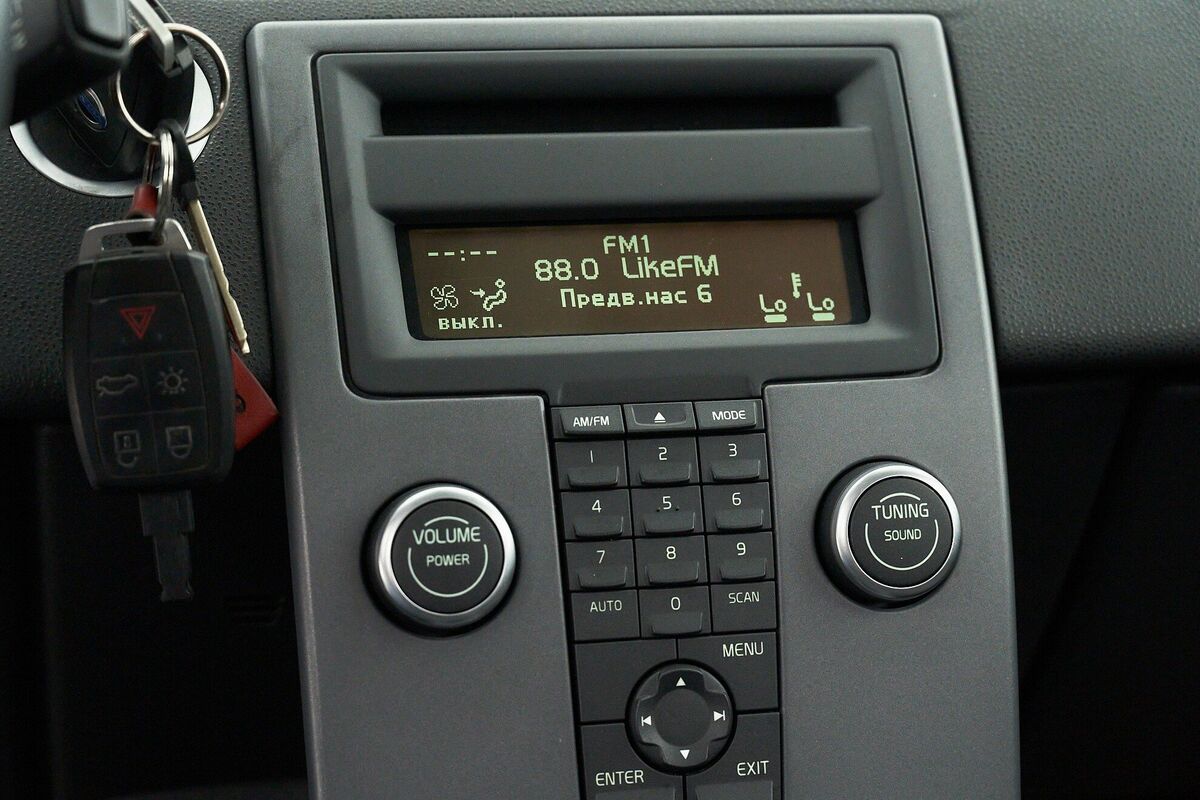 --:--
FM1
88.0 LikeFM
Предв.нас 6
выкл.
Lo Lo
AM/FM MODE
1 2 3
4 5 6
7 8 9
AUTO 0 SCAN
VOLUME
POWER
TUNING
SOUND
MENU
ENTER EXIT